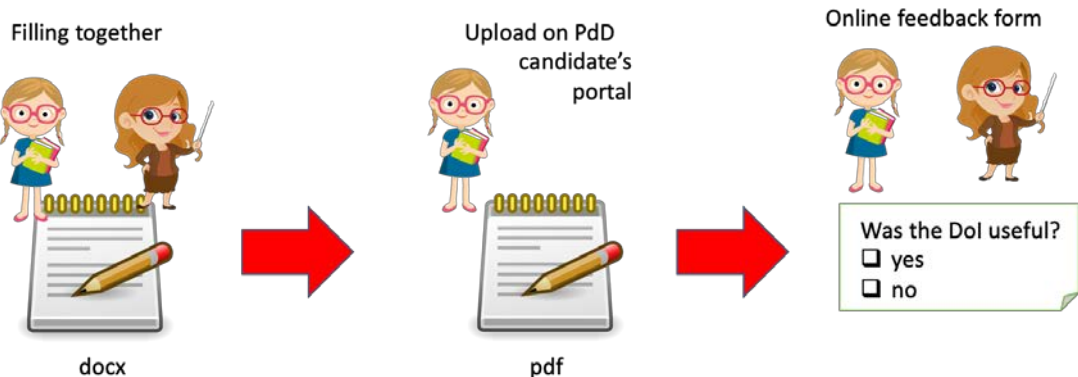 Filling together
docx
Upload on PdD
candidate's
portal
pdf
Online feedback form
Was the DoI useful?
❑ yes
❑ no